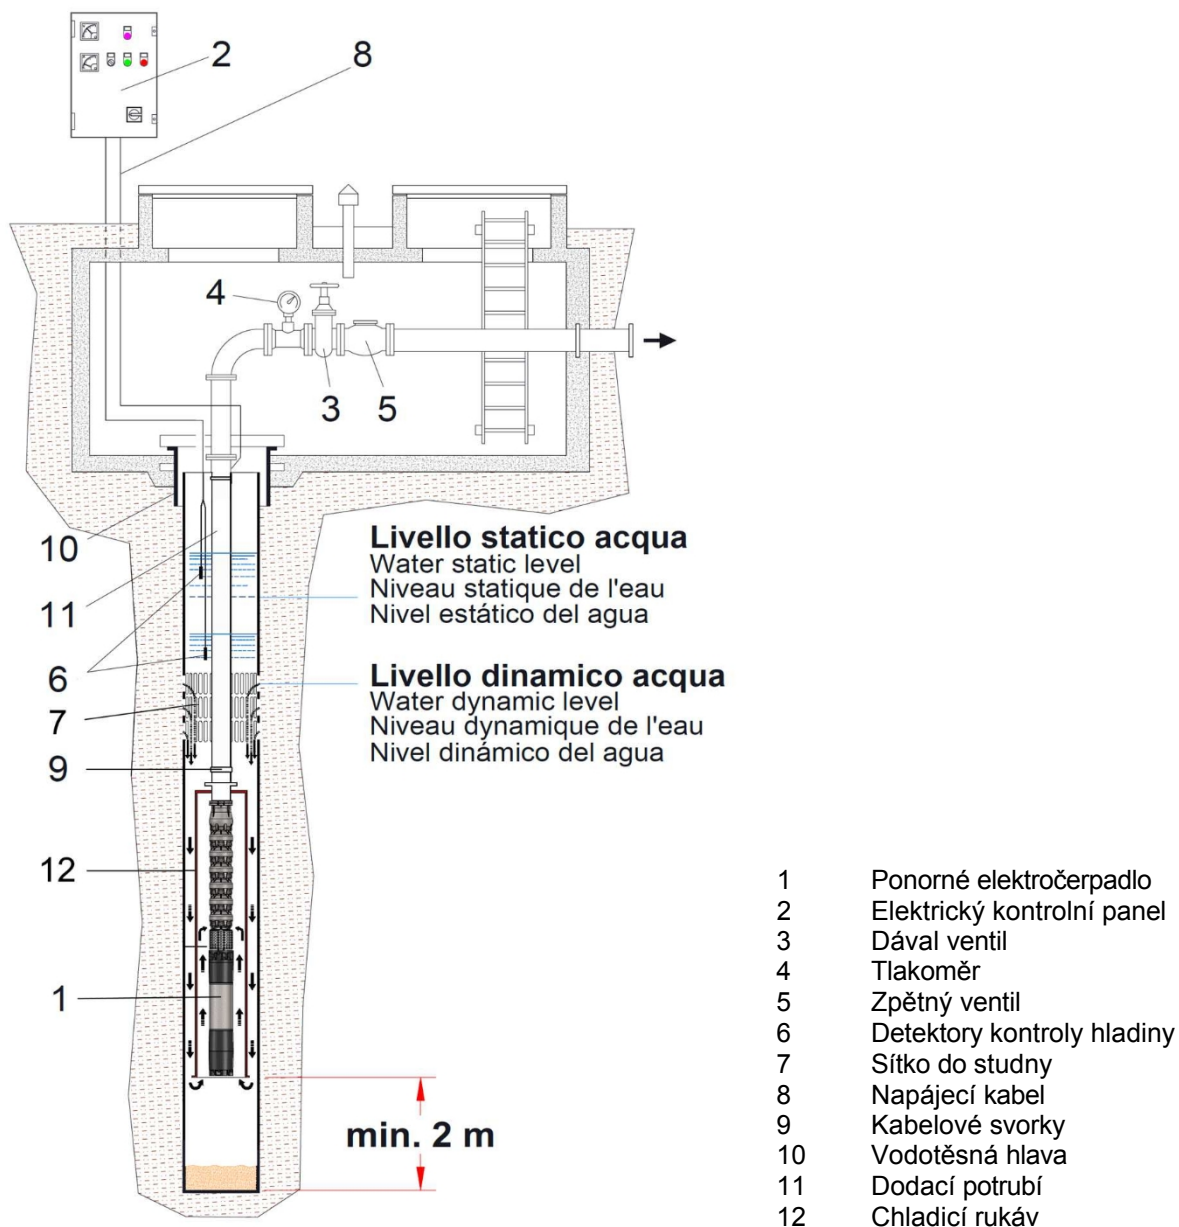 2
8
4
3
5
10
11
6
7
9
12
1
Livello statico acqua
Water static level
Niveau statique de l'eau
Nivel estático del agua
Livello dinamico acqua
Water dynamic level
Niveau dynamique de l'eau
Nivel dinámico del agua
min. 2 m
1 Ponorné elektročerpadlo
2 Elektrický kontrolní panel
3 Dával ventil
4 Tlakoměr
5 Zpětný ventil
6 Detektory kontroly hladiny
7 Sítko do studny
8 Napájecí kabel
9 Kabelové svorky
10 Vodotěsná hlava
11 Dodací potrubí
12 Chladicí rukáv